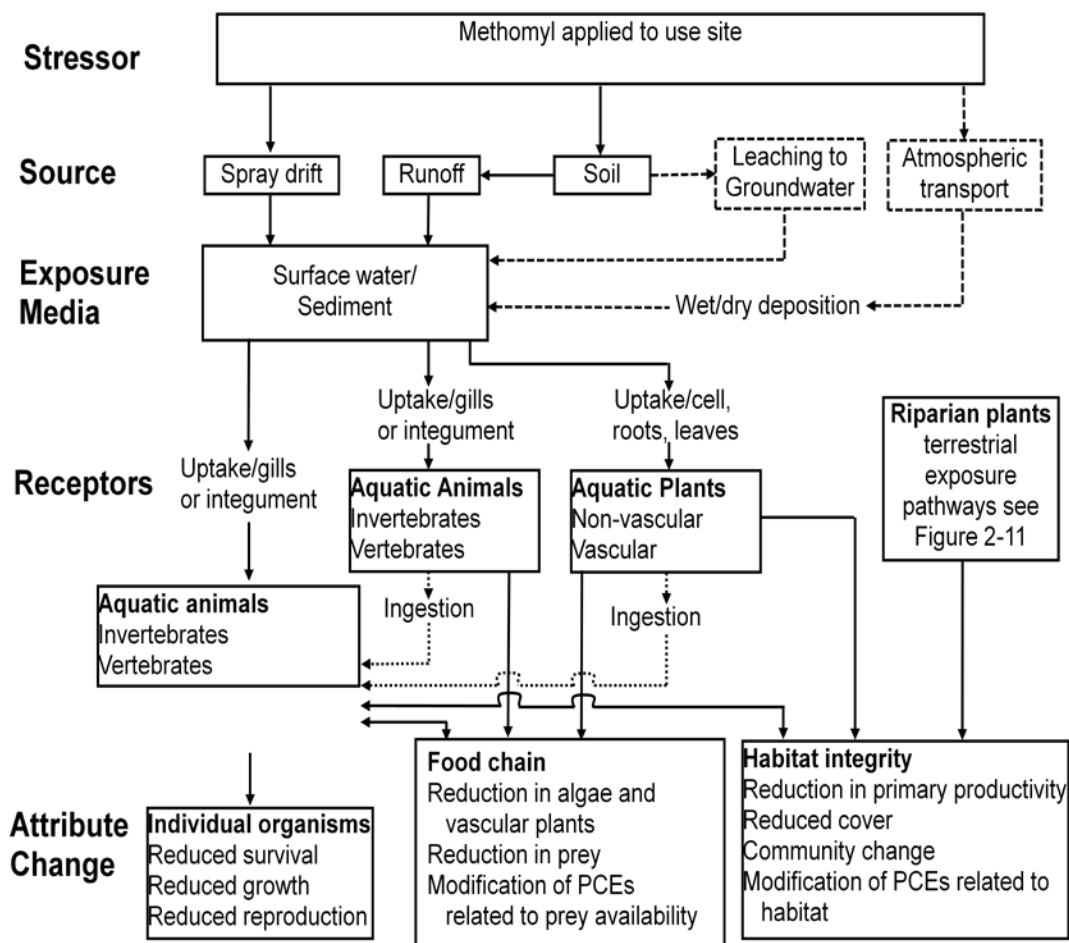 Stressor
Methomyl applied to use site
Source
Spray drift
Runoff
Soil
Leaching to
Groundwater
Atmospheric
transport
Exposure
Media
Surface water/
Sediment
Wet/dry deposition
Uptake/gills
or integument
Uptake/cell,
roots, leaves
Riparian plants
terrestrial
exposure
pathways see
Figure 2-11
Receptors
Uptake/gills
or integument
Aquatic Animals
Invertebrates
Vertebrates
Aquatic Plants
Non-vascular
Vascular
Aquatic animals
Invertebrates
Vertebrates
Ingestion
Ingestion
Attribute
Change
Individual organisms
Reduced survival
Reduced growth
Reduced reproduction
Food chain
Reduction in algae and
vascular plants
Reduction in prey
Modification of PCEs
related to prey availability
Habitat integrity
Reduction in primary productivity
Reduced cover
Community change
Modification of PCEs related to
habitat